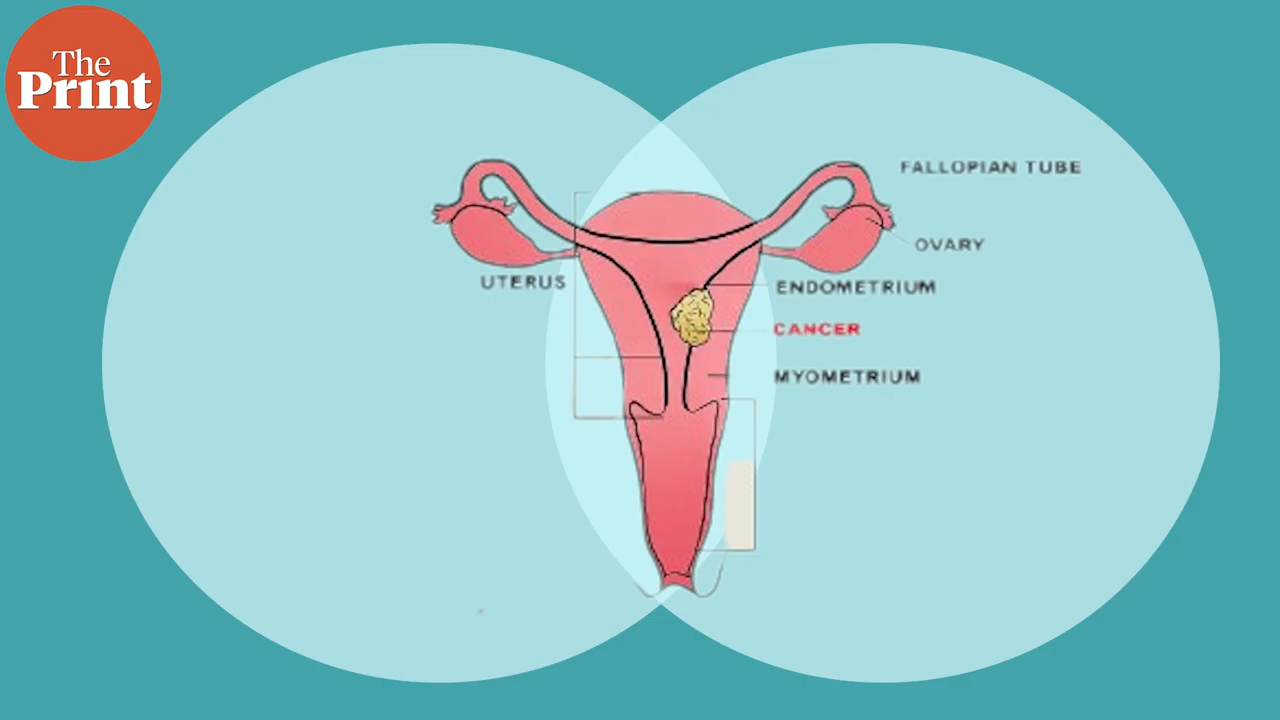 The
Print
FALLOPIAN TUBE
OVARY
UTERUS
ENDOMETRIUM
CANCER
MYOMETRIUM